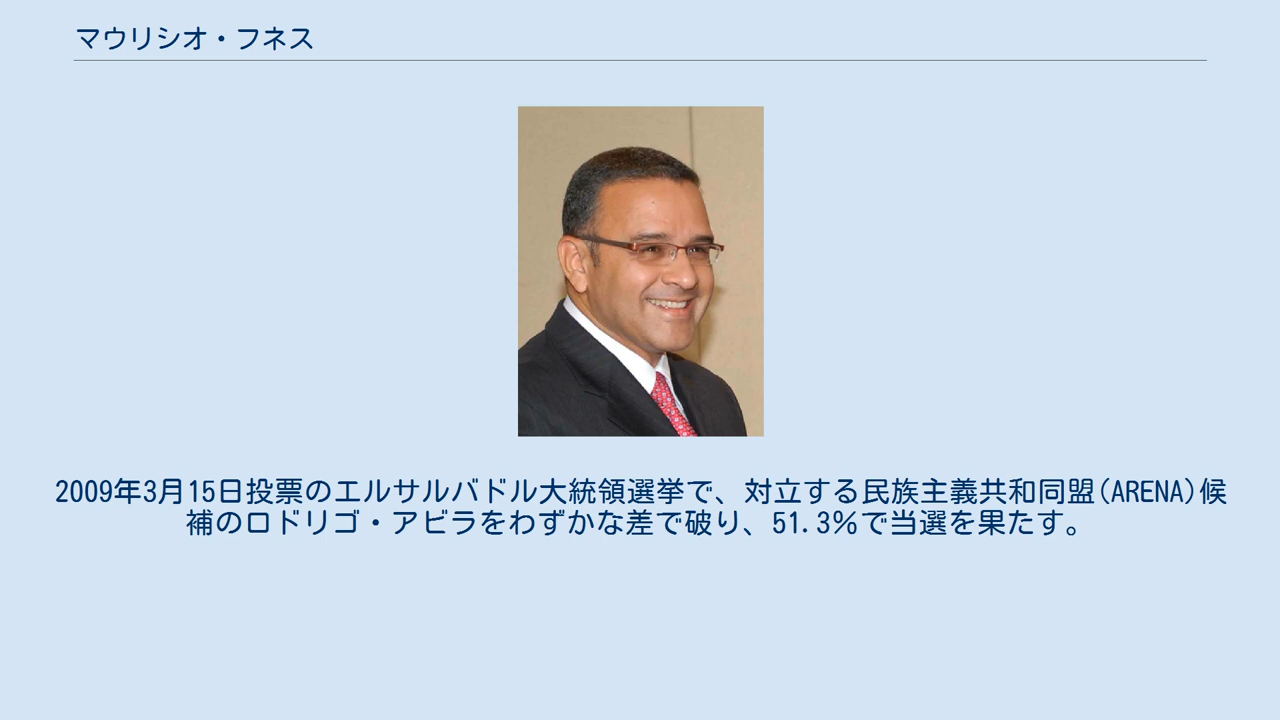 マウリシオ・フネス
2009年3月15日投票のエルサルバドル大統領選挙で、対立する民族主義共和同盟(ARENA)候
補のロドリゴ・アビラをわずかな差で破り、51.3%で当選を果たす。